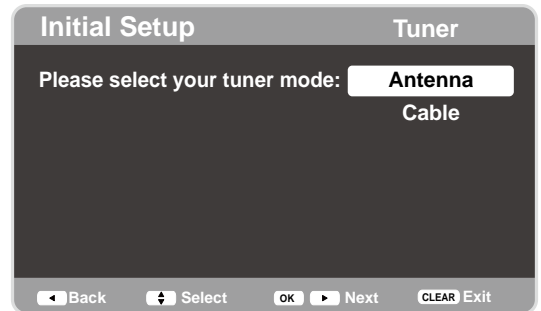 Initial Setup Tuner
Please select your tuner mode: Antenna
Cable
Back Select OK Next CLEAR Exit